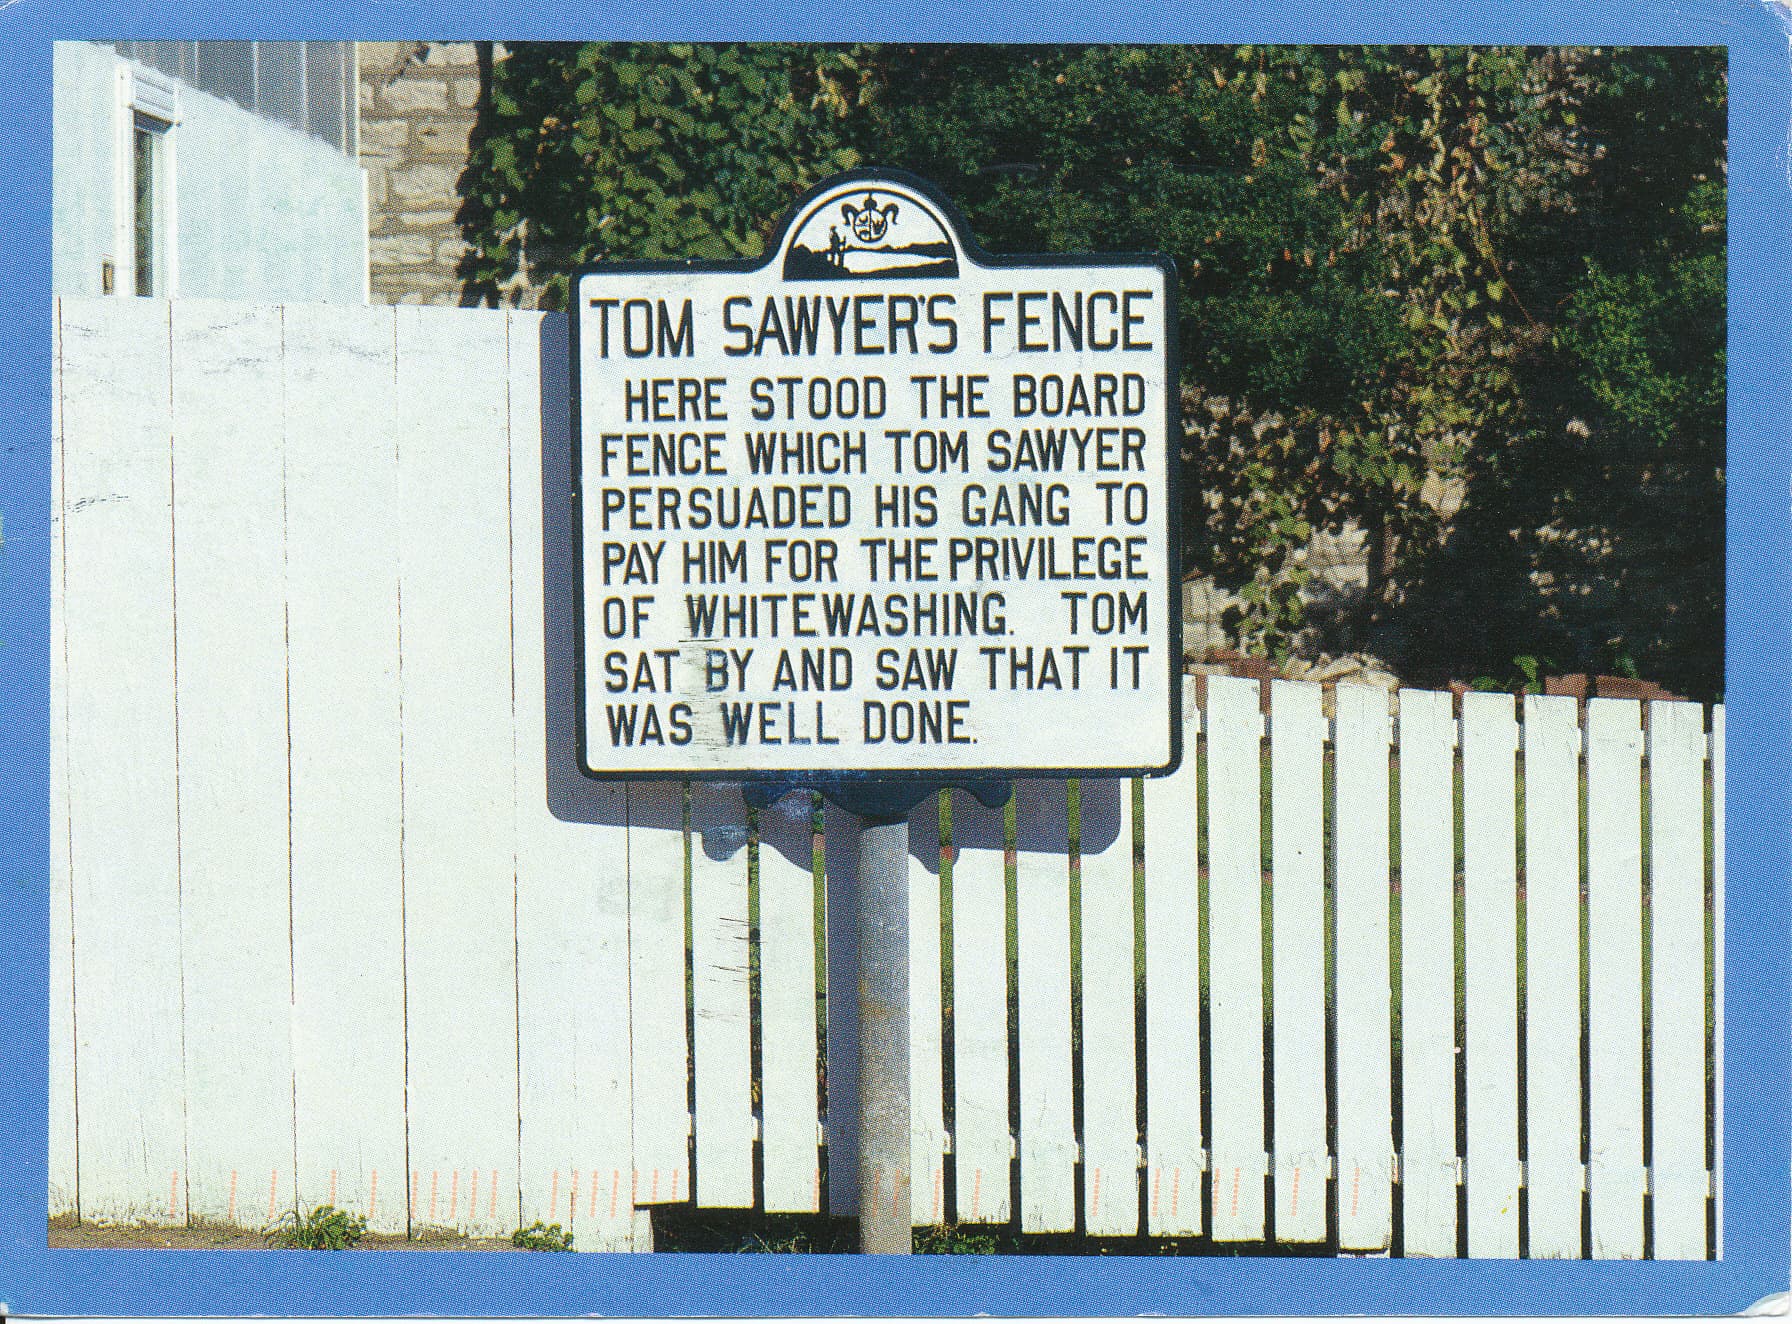 TOM SAWYER'S FENCE
HERE STOOD THE BOARD
FENCE WHICH TOM SAWYER
PERSUADED HIS GANG TO
PAY HIM FOR THE PRIVILEGE
OF WHITEWASHING. TOM
SAT BY AND SAW THAT IT
WAS WELL DONE.